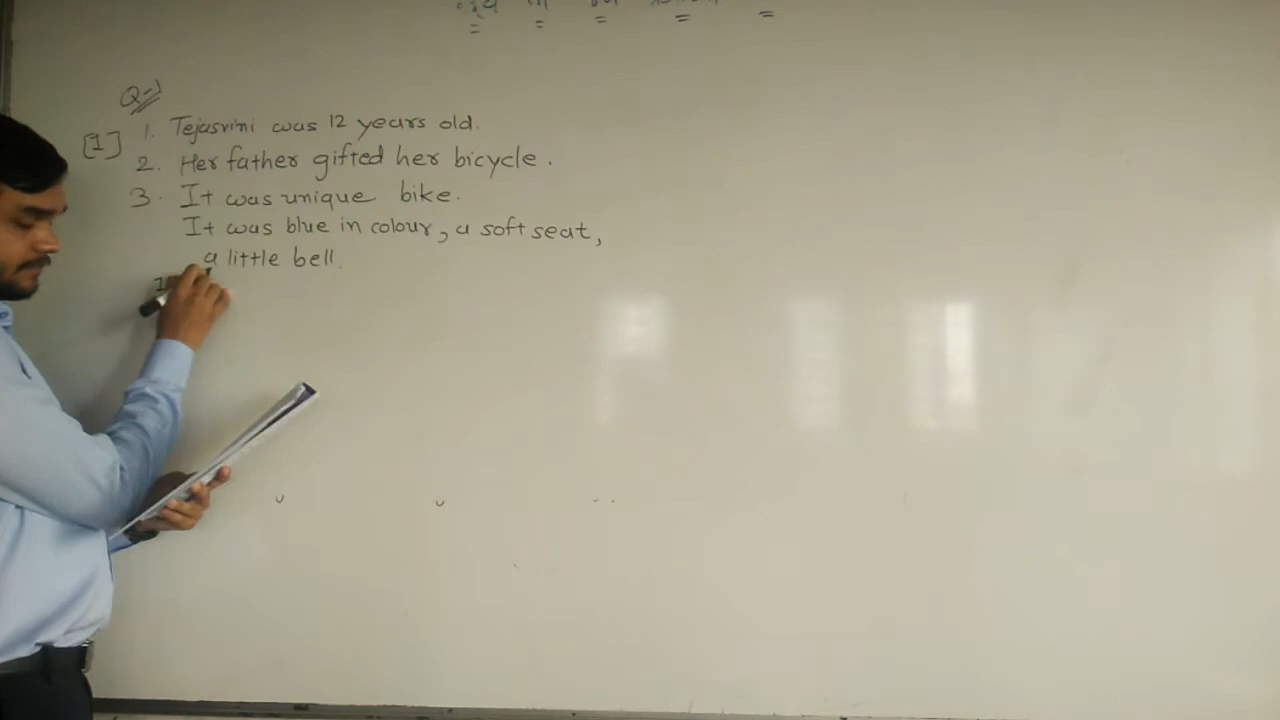 Q-1
[1] 1. Tejasvini was 12 years old.
2. Her father gifted her bicycle.
3. It was unique bike.
It was blue in colour, a soft seat,
a little bell.